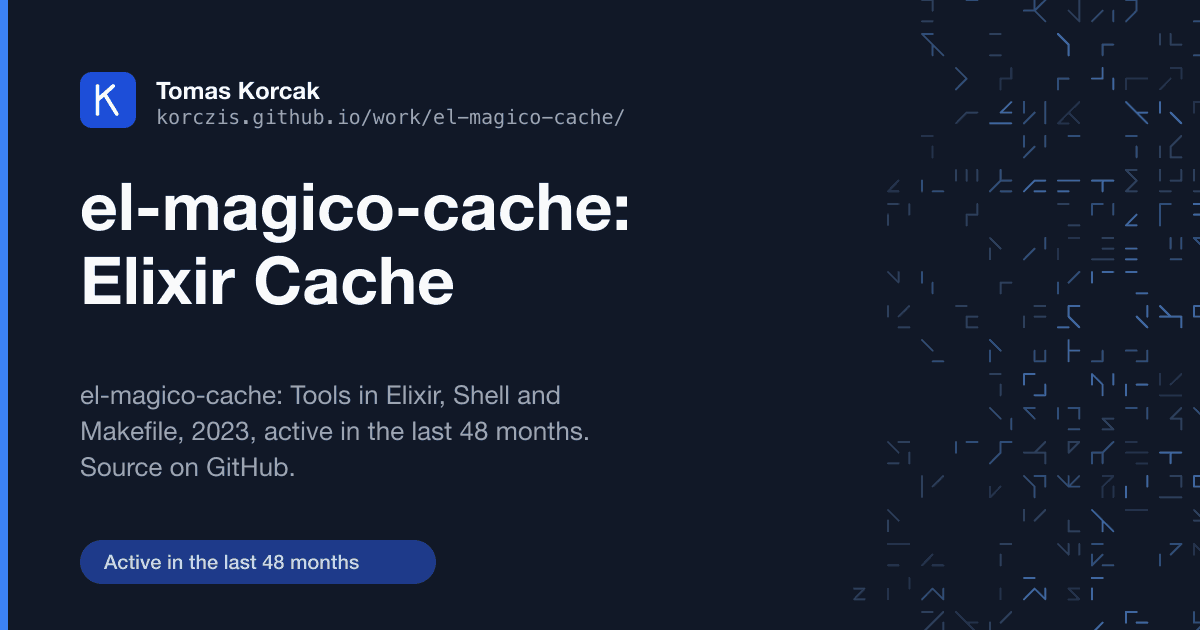 K
Tomas Korcak
korczis.github.io/work/el-magico-cache/
el-magico-cache:
Elixir Cache
el-magico-cache: Tools in Elixir, Shell and
Makefile, 2023, active in the last 48 months.
Source on GitHub.
Active in the last 48 months